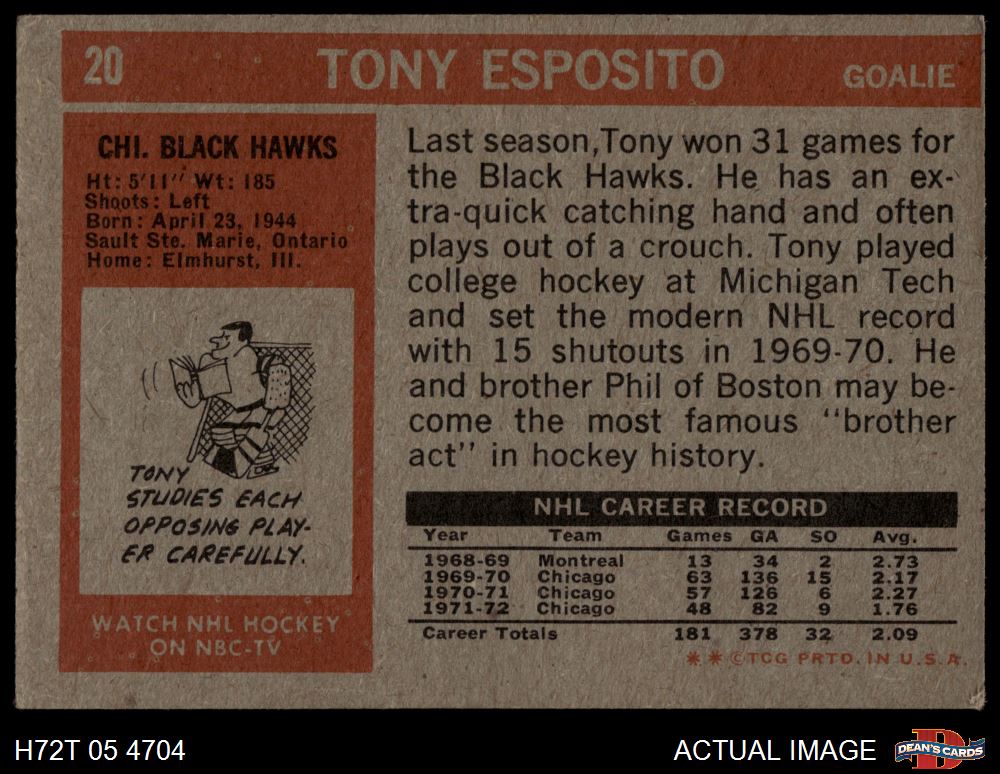 20 TONY ESPOSITO GOALIE
CHI. BLACK HAWKS
Ht: 5'11" Wt: 185
Shoots: Left
Born: April 23, 1944
Sault Ste. Marie, Ontario
Home: Elmhurst, Ill.
TONY
STUDIES EACH
OPPOSING PLAY-
ER CAREFULLY.
WATCH NHL HOCKEY
ON NBC-TV
Last season, Tony won 31 games for
the Black Hawks. He has an ex-
tra-quick catching hand and often
plays out of a crouch. Tony played
college hockey at Michigan Tech
and set the modern NHL record
with 15 shutouts in 1969-70. He
and brother Phil of Boston may be-
come the most famous "brother
act" in hockey history.
NHL CAREER RECORD
Year Team Games GA SO Avg.
1968-69 Montreal 13 34 2 2.73
1969-70 Chicago 63 136 15 2.17
1970-71 Chicago 57 126 6 2.27
1971-72 Chicago 48 82 9 1.76
Career Totals 181 378 32 2.09
* * ©TCG PRTD. IN U.S.A.
H72T 05 4704 ACTUAL IMAGE DEAN'S CARDS